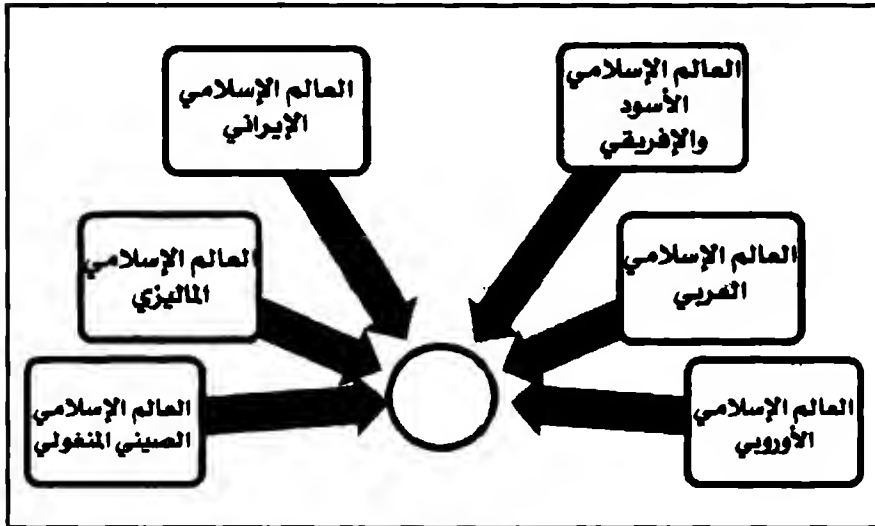 العالم الإسلامي
الأسود
والإفريقي
العالم الإسلامي
الإيراني
العالم الإسلامي
العربي
العالم الإسلامي
الماليزي
العالم الإسلامي
الأوروبي
العالم الإسلامي
الصيني المنغولي